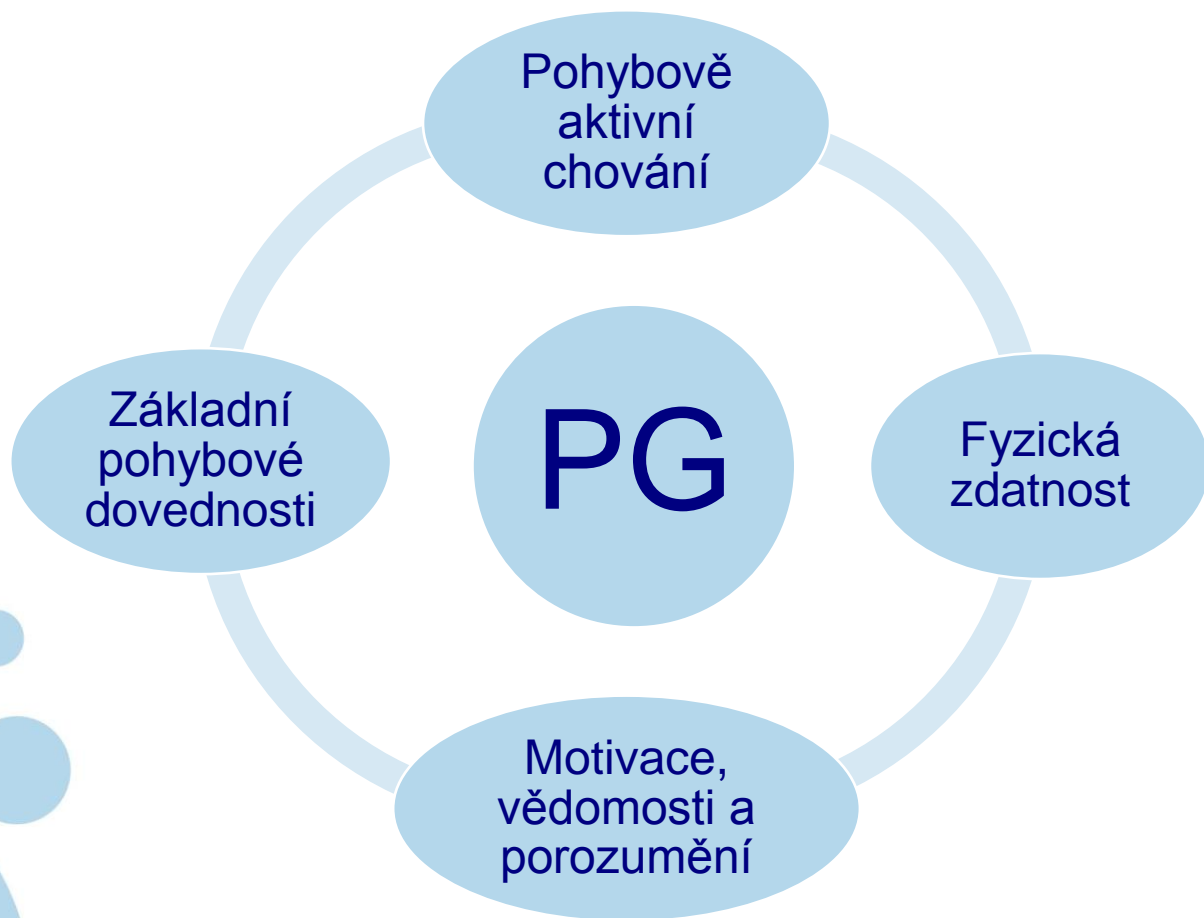 Pohybově
aktivní
chování
Základní
pohybové
dovednosti
PG
Fyzická
zdatnost
Motivace,
vědomosti a
porozumění